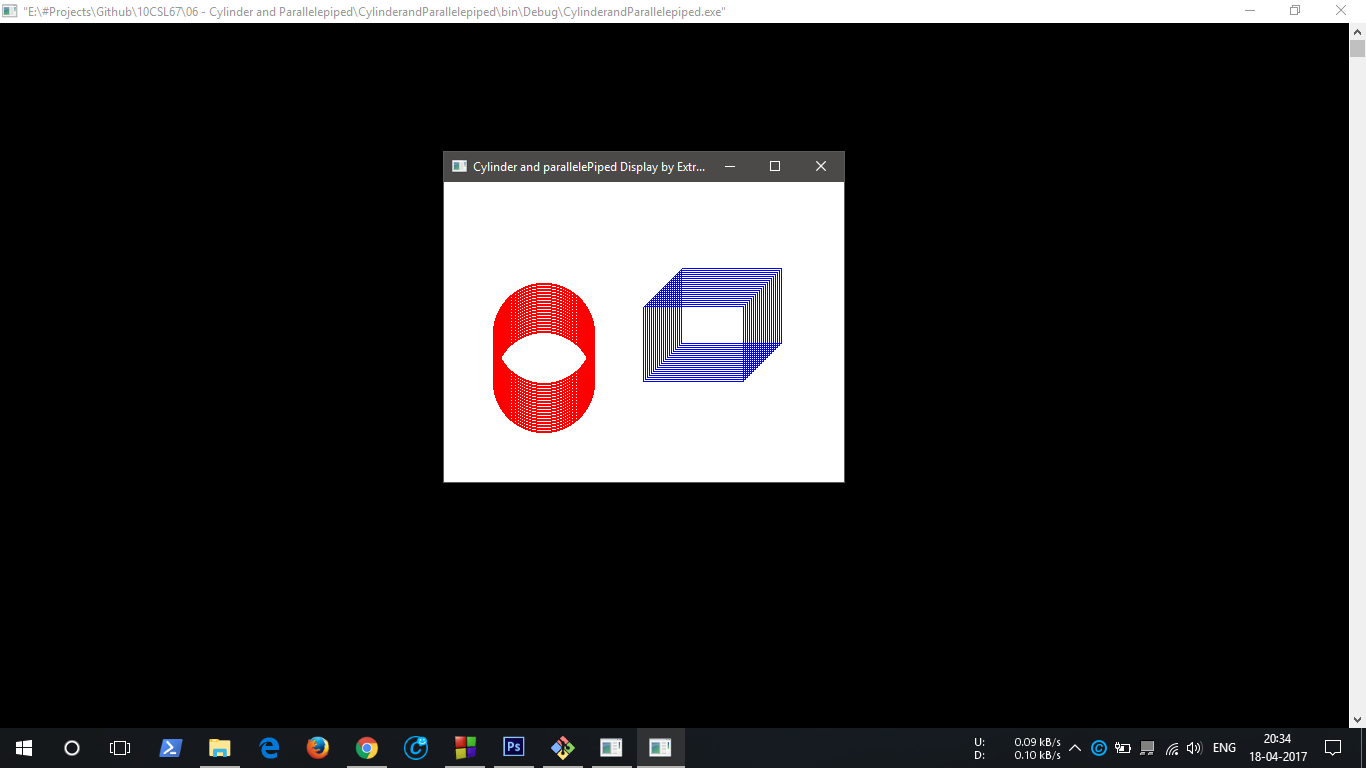 "E:\#Projects\Github\10CSL67\06 - Cylinder and Parallelepiped\CylinderandParallelepiped\bin\Debug\CylinderandParallelepiped.exe"
Cylinder and parallelePiped Display by Extr...
Ps
U: 0.09 kB/s
D: 0.10 kB/s
ENG
20:34
18-04-2017